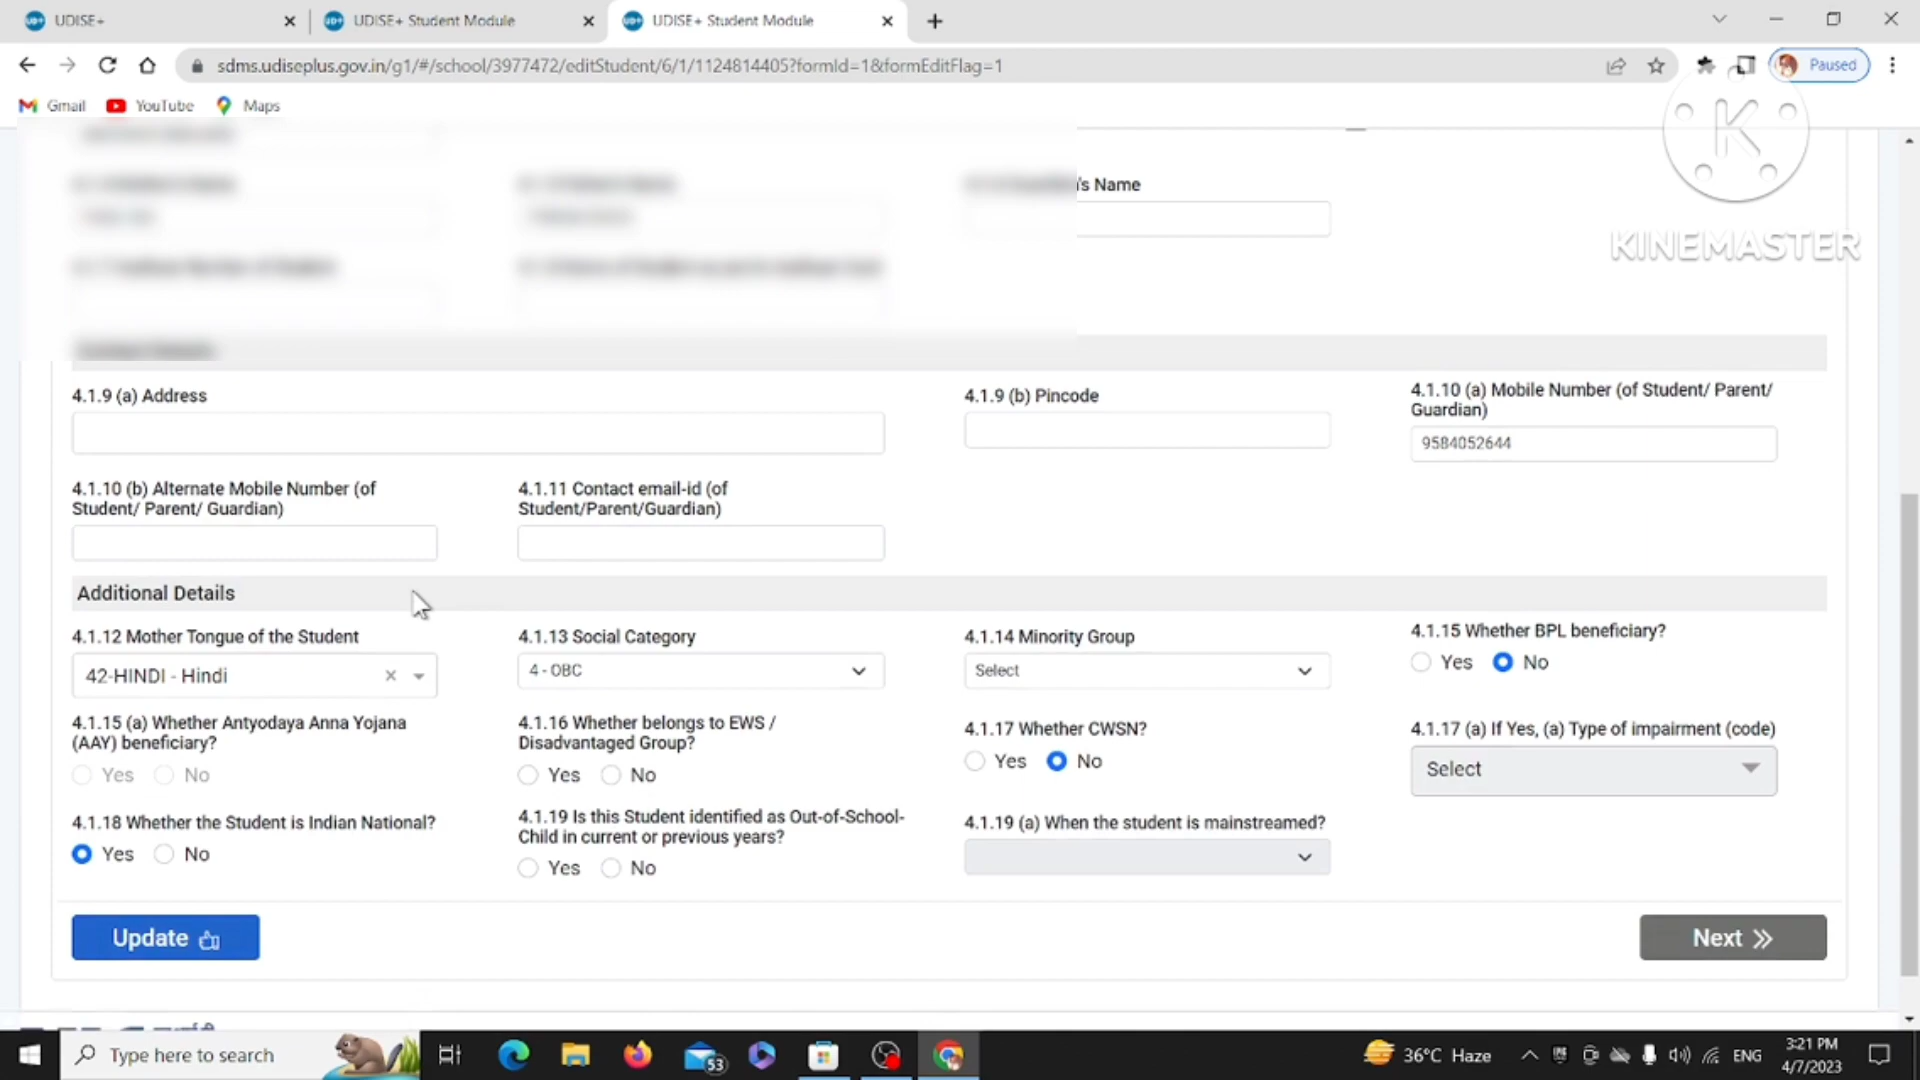 UDISE+
UDISE+ Student Module
UDISE+ Student Module
sdms.udiseplus.gov.in/g1/#/school/3977472/editStudent/6/1/1124814405?formId=1&formEditFlag=1
Paused
Gmail YouTube Maps
K
KINEMASTER
's Name
4.1.9 (a) Address
4.1.9 (b) Pincode
4.1.10 (a) Mobile Number (of Student/ Parent/
Guardian)
9584052644
4.1.10 (b) Alternate Mobile Number (of
Student/ Parent/ Guardian)
4.1.11 Contact email-id (of
Student/Parent/Guardian)
Additional Details
4.1.12 Mother Tongue of the Student
42-HINDI - Hindi
4.1.13 Social Category
4 - OBC
4.1.14 Minority Group
Select
4.1.15 Whether BPL beneficiary?
Yes No
4.1.15 (a) Whether Antyodaya Anna Yojana
(AAY) beneficiary?
Yes No
4.1.16 Whether belongs to EWS /
Disadvantaged Group?
Yes No
4.1.17 Whether CWSN?
Yes No
4.1.17 (a) If Yes, (a) Type of impairment (code)
Select
4.1.18 Whether the Student is Indian National?
Yes No
4.1.19 Is this Student identified as Out-of-School-
Child in current or previous years?
Yes No
4.1.19 (a) When the student is mainstreamed?
Update
Next
Type here to search
53
36°C Haze
ENG
3:21 PM
4/7/2023